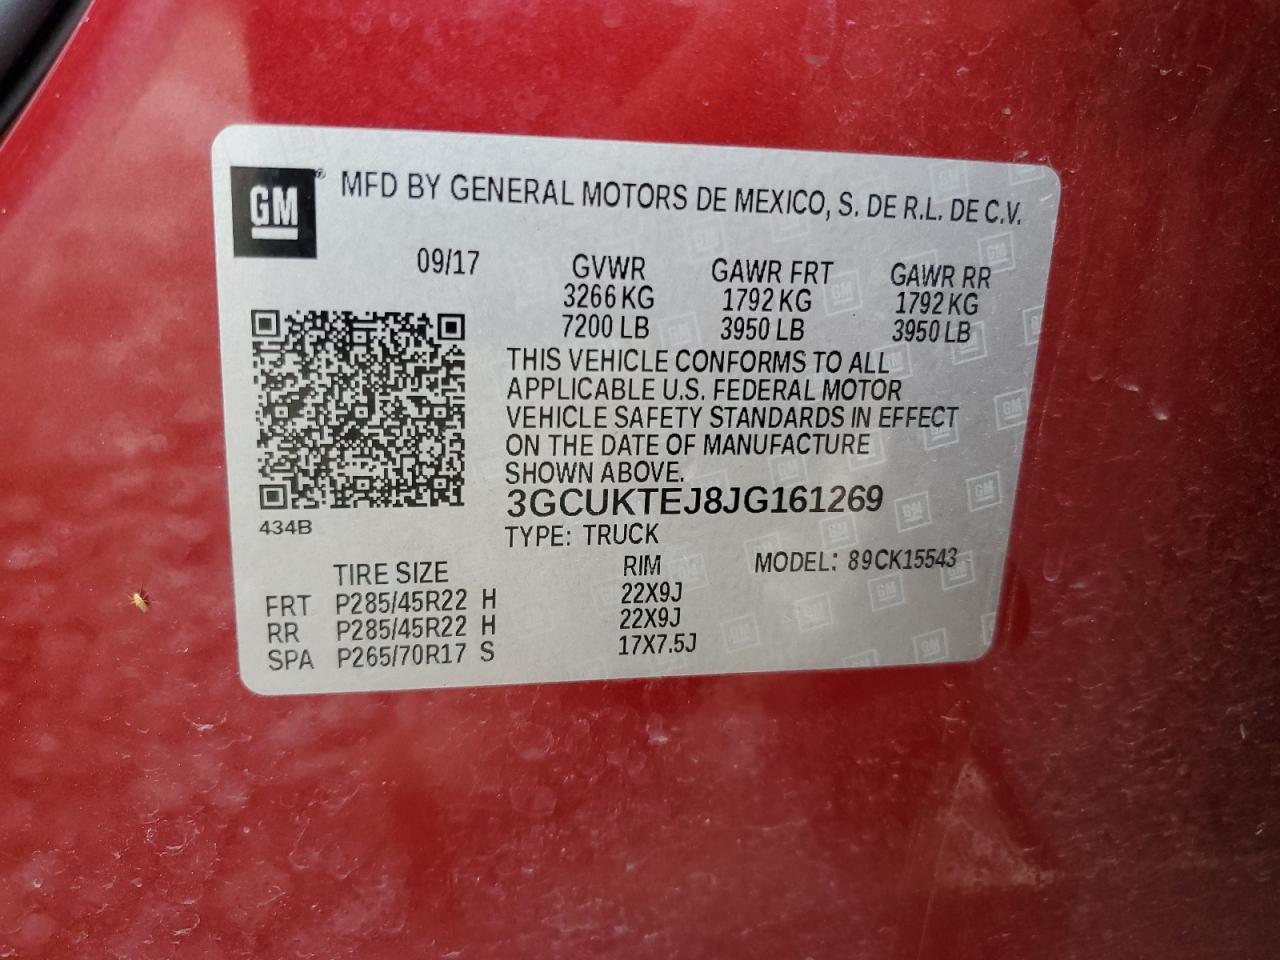 GM® MFD BY GENERAL MOTORS DE MEXICO, S. DE R.L. DE C.V.
09/17 GVWR GAWR FRT GAWR RR
3266 KG 1792 KG 1792 KG
7200 LB 3950 LB 3950 LB
THIS VEHICLE CONFORMS TO ALL
APPLICABLE U.S. FEDERAL MOTOR
VEHICLE SAFETY STANDARDS IN EFFECT
ON THE DATE OF MANUFACTURE
SHOWN ABOVE.
3GCUKTEJ8JG161269
434B
TYPE: TRUCK
TIRE SIZE RIM MODEL: 89CK15543
FRT P285/45R22 H 22X9J
RR P285/45R22 H 22X9J
SPA P265/70R17 S 17X7.5J